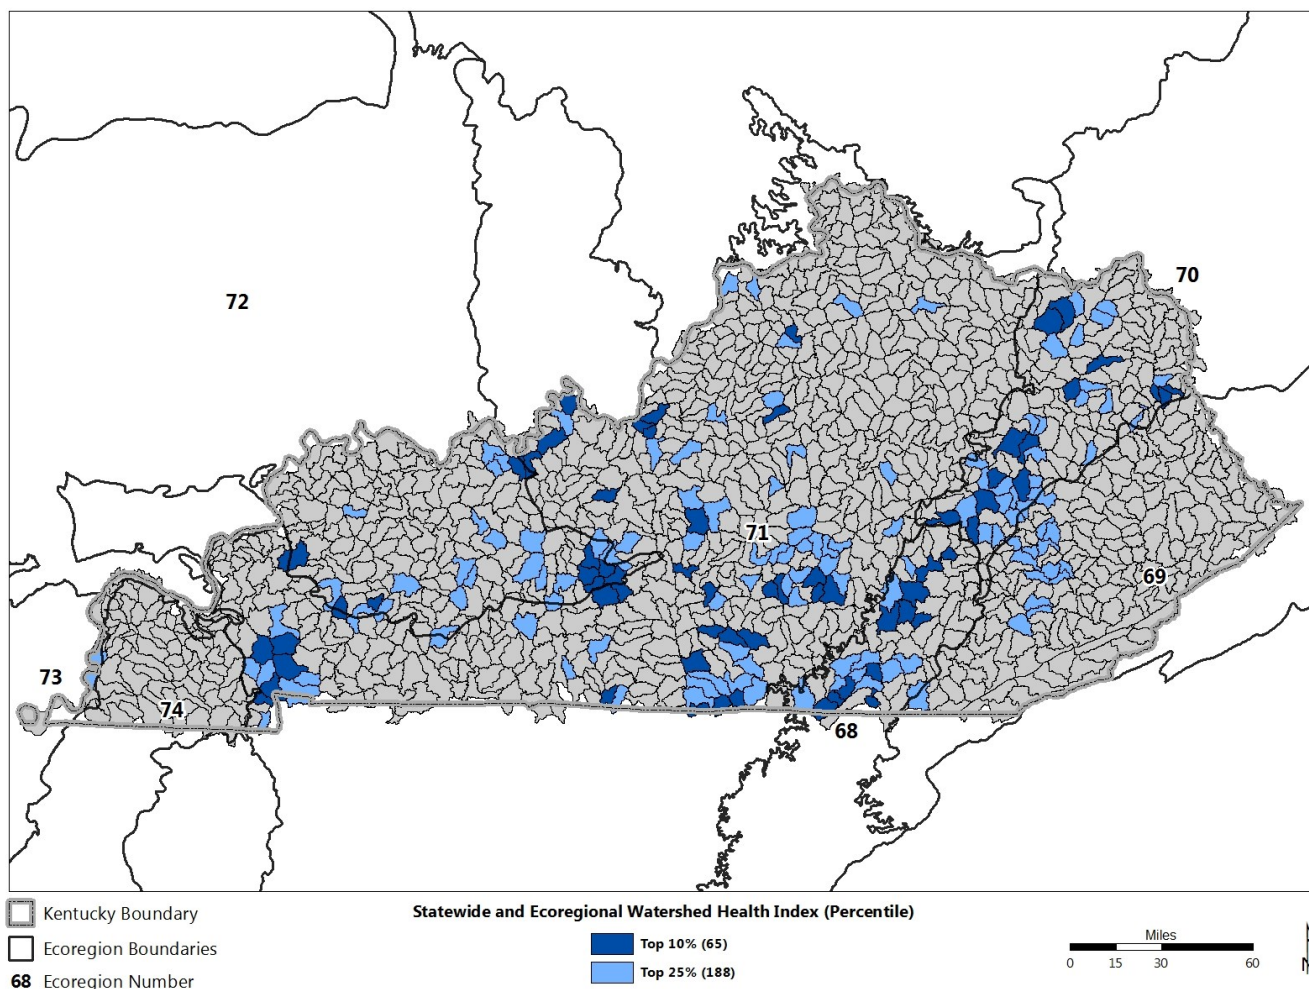 72
70
71
69
73
74
68
Kentucky Boundary
Ecoregion Boundaries
68 Ecoregion Number
Statewide and Ecoregional Watershed Health Index (Percentile)
Top 10% (65)
Top 25% (188)
Miles
0 15 30 60